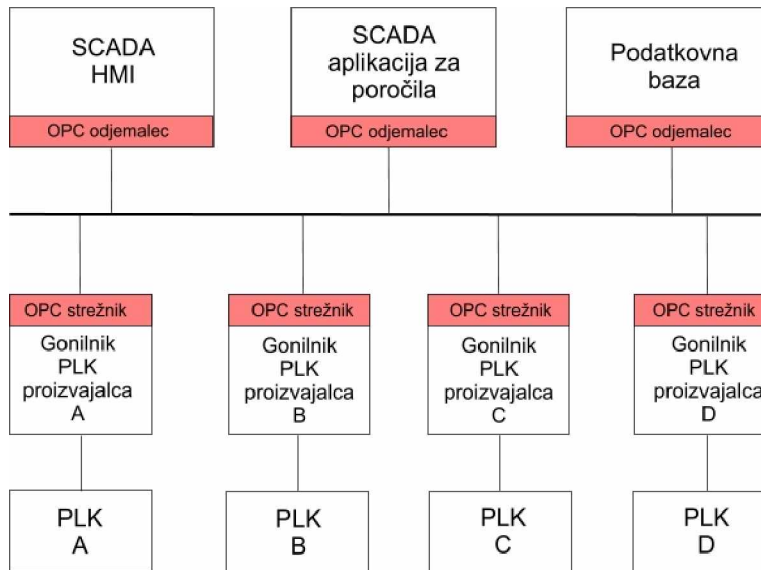 SCADA
HMI
OPC odjemalec
SCADA
aplikacija za
poročila
OPC odjemalec
Podatkovna
baza
OPC odjemalec
OPC strežnik
Gonilnik
PLK
proizvajalca
A
OPC strežnik
Gonilnik
PLK
proizvajalca
B
OPC strežnik
Gonilnik
PLK
proizvajalca
C
OPC strežnik
Gonilnik
PLK
proizvajalca
D
PLK
A
PLK
B
PLK
C
PLK
D